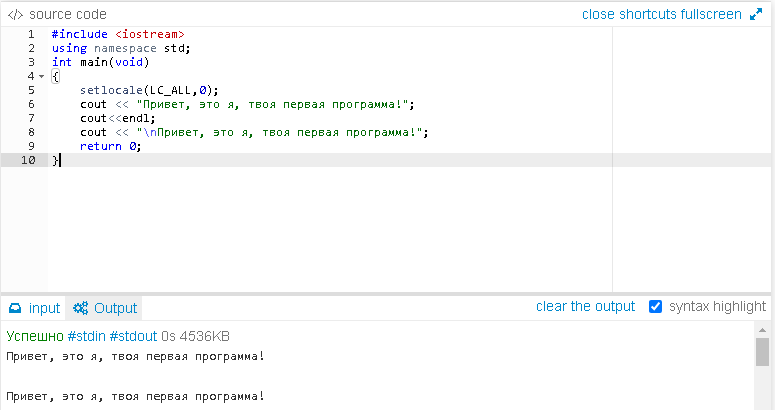 </> source code close shortcuts fullscreen
1 #include <iostream>
2 using namespace std;
3 int main(void)
4 {
5 setlocale(LC_ALL,0);
6 cout << "Привет, это я, твоя первая программа!";
7 cout<<endl;
8 cout << "\nПривет, это я, твоя первая программа!";
9 return 0;
10 }
input Output clear the output syntax highlight
Успешно #stdin #stdout 0s 4536KB
Привет, это я, твоя первая программа!
Привет, это я, твоя первая программа!